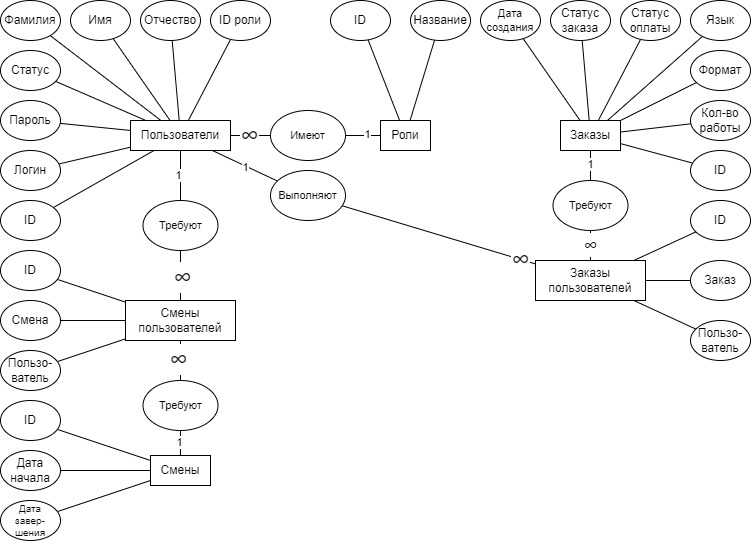 Фамилия
Имя
Отчество
ID роли
ID
Название
Дата
создания
Статус
заказа
Статус
оплаты
Язык
Статус
Формат
Пароль
Кол-во
работы
Пользователи
∞
Имеют
1
Роли
Заказы
Логин
1
1
Выполняют
1
ID
ID
Требуют
Требуют
ID
∞
∞
ID
∞
Заказы
пользователей
Заказ
Смена
Смены
пользователей
Пользо-
ватель
Пользо-
ватель
∞
Требуют
ID
1
Дата
начала
Смены
Дата
завер-
шения